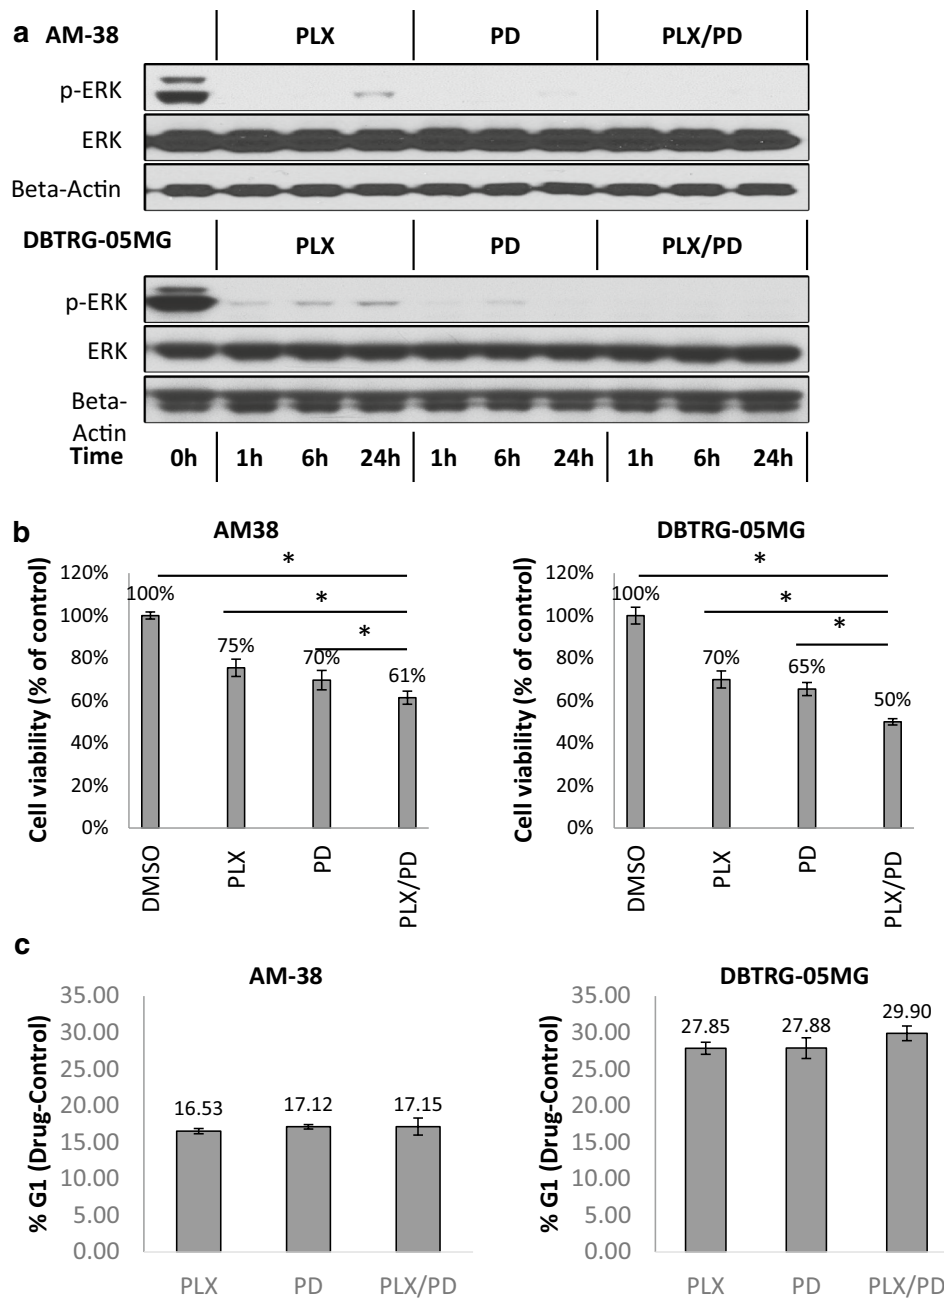 a AM-38 PLX PD PLX/PD
p-ERK
ERK
Beta-Actin
DBTRG-05MG PLX PD PLX/PD
p-ERK
ERK
Beta-
Actin
Time 0h 1h 6h 24h 1h 6h 24h 1h 6h 24h
b
AM38
Cell viability (% of control)
120%
100%
80%
60%
40%
20%
0%
100%
75%
70%
61%
*
*
*
DMSO
PLX
PD
PLX/PD
DBTRG-05MG
Cell viability (% of control)
120%
100%
80%
60%
40%
20%
0%
100%
70%
65%
50%
*
*
*
DMSO
PLX
PD
PLX/PD
c
AM-38
% G1 (Drug-Control)
35.00
30.00
25.00
20.00
15.00
10.00
5.00
0.00
16.53
17.12
17.15
PLX PD PLX/PD
DBTRG-05MG
% G1 (Drug-Control)
35.00
30.00
25.00
20.00
15.00
10.00
5.00
0.00
27.85
27.88
29.90
PLX PD PLX/PD